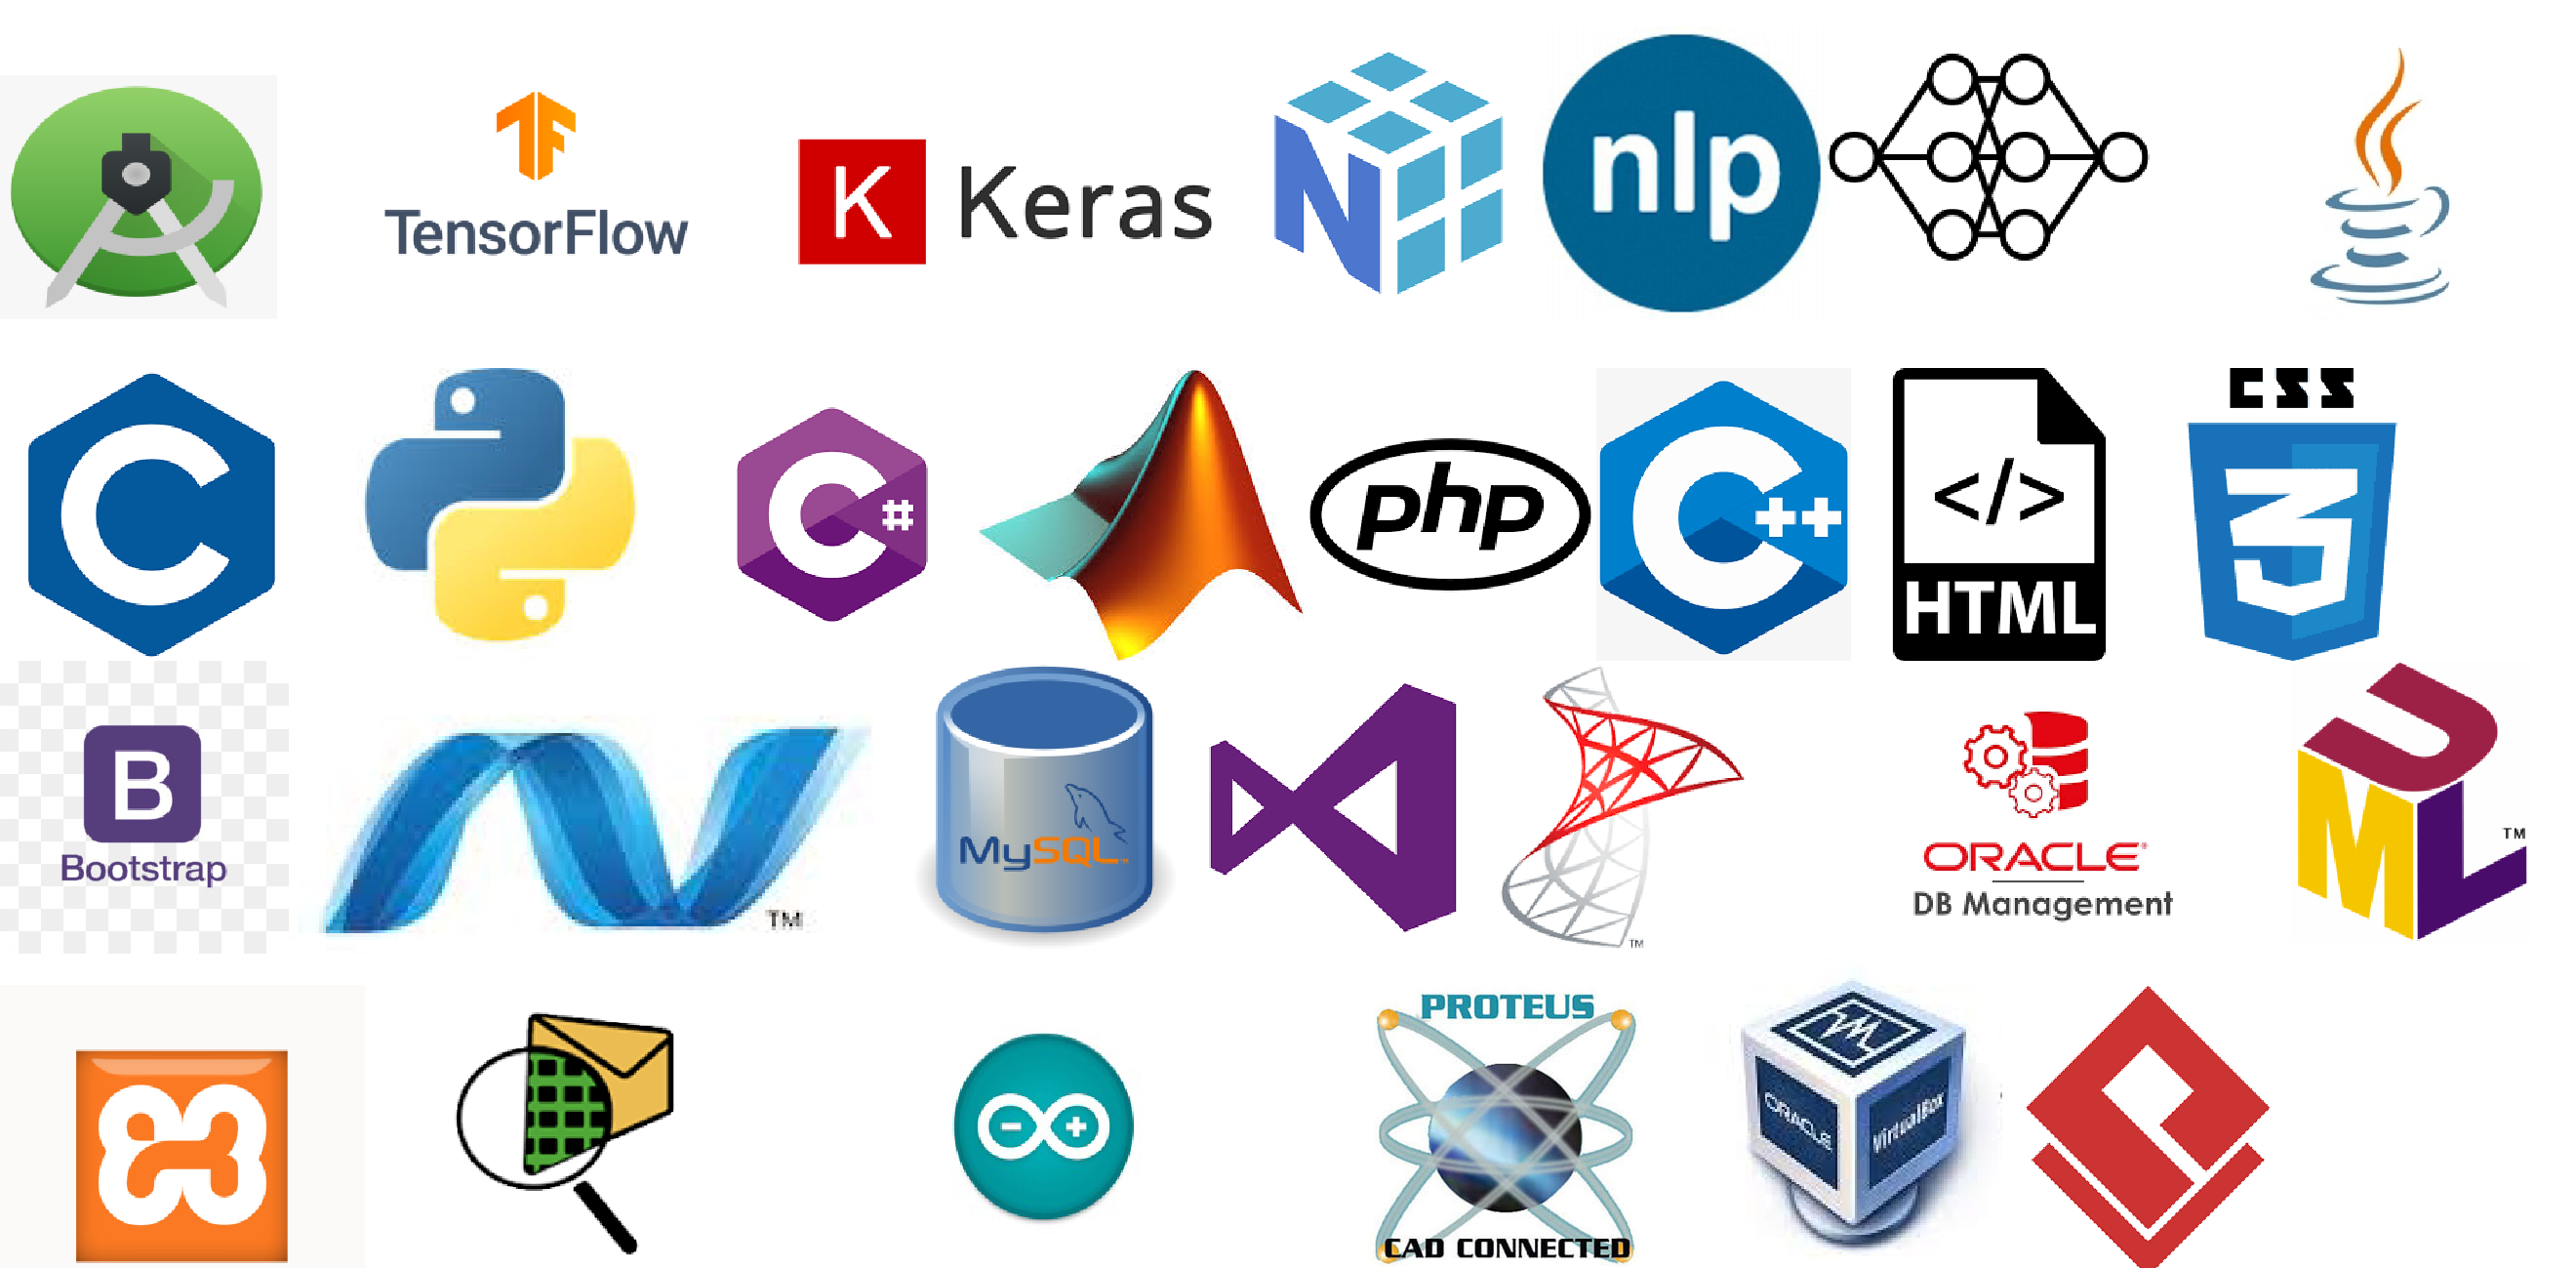 TensorFlow
K Keras
N
nlp
C
C#
php
C++
</>
HTML
CSS
3
B
Bootstrap
TM
MySQL
TM
ORACLE
DB Management
UML TM
PROTEUS
CAD CONNECTED
ORACLE
VirtualBox